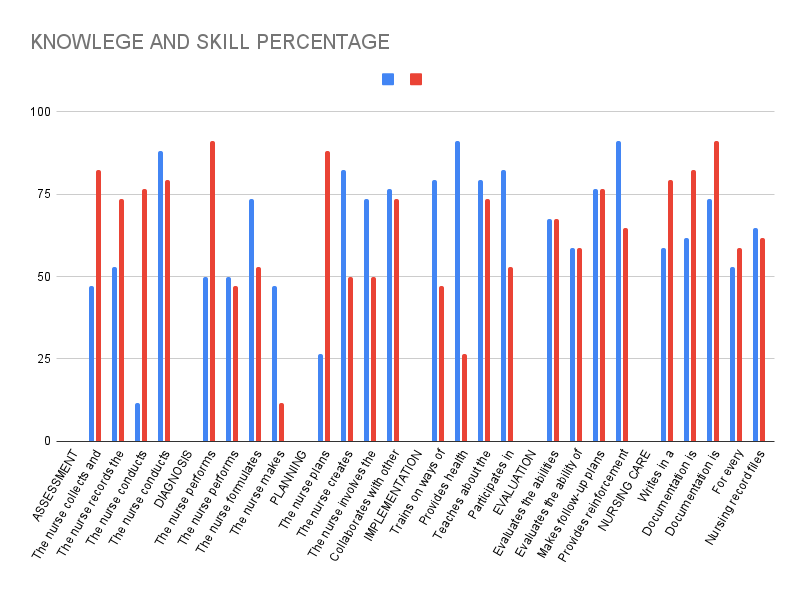 KNOWLEGE AND SKILL PERCENTAGE
100
75
50
25
0
ASSESSMENT
The nurse collects and
The nurse records the
The nurse conducts
The nurse conducts
DIAGNOSIS
The nurse performs
The nurse performs
The nurse formulates
The nurse makes
PLANNING
The nurse plans
The nurse creates
The nurse involves the
Collaborates with other
IMPLEMENTATION
Trains on ways of
Provides health
Teaches about the
Participates in
EVALUATION
Evaluates the abilities
Evaluates the ability of
Makes follow-up plans
Provides reinforcement
NURSING CARE
Writes in a
Documentation is
Documentation is
For every
Nursing record files